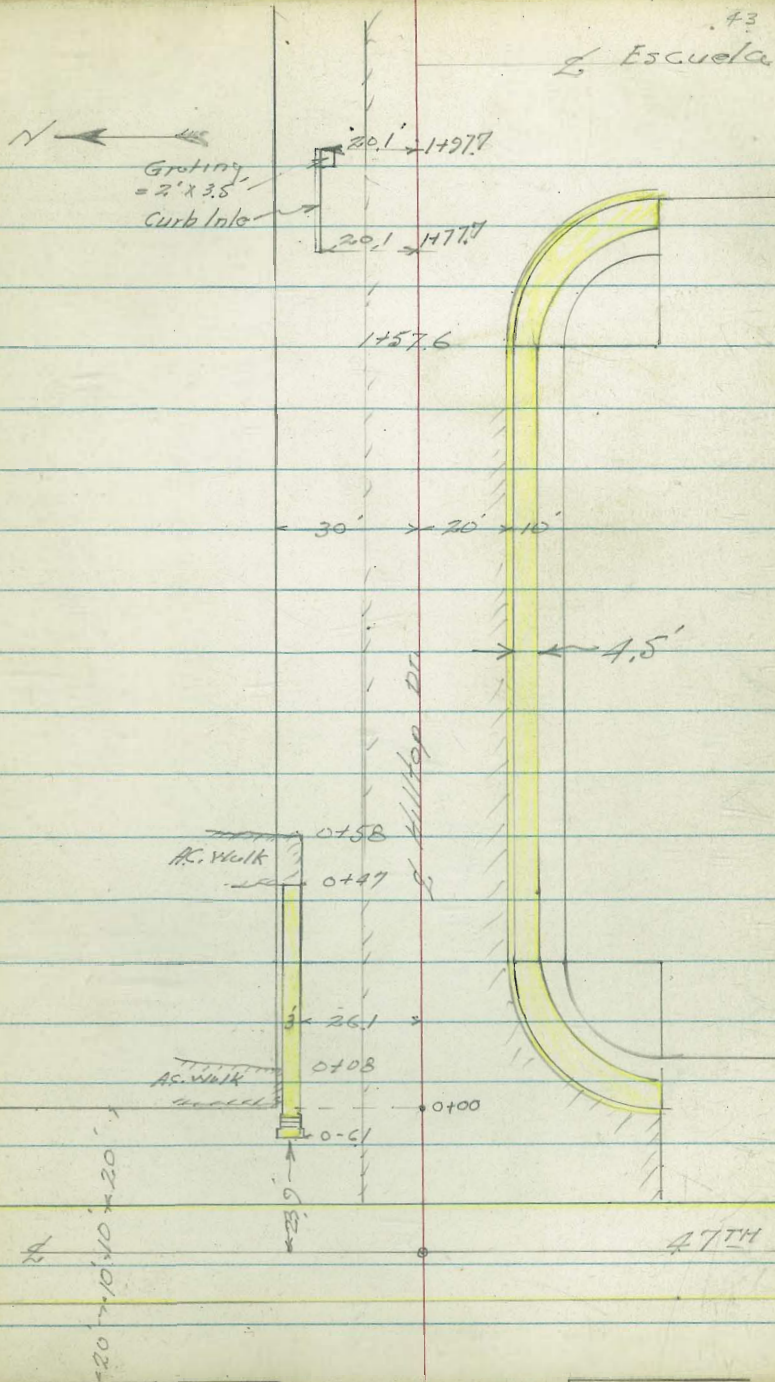 43
℄ Escuela
N
20.1' 1+97.7
Grating
= 2' x 3.5'
Curb Inle
20.1 1+77.7
1+57.6
30' 20' 10'
4.5'
℄ Hilltop Dr.
0+58
A.C. Walk
0+47
3' 26.1
0+08
A.C. Walk
0+00
0-61
20' 10' 10' 20'
℄ 47TH